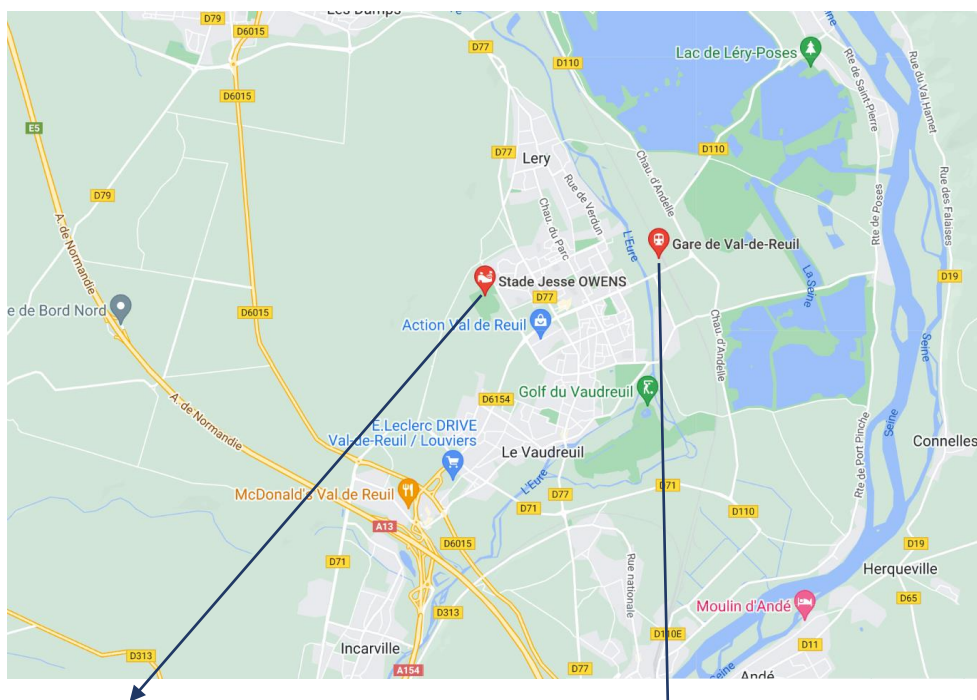 Les Damps
D79
D6015
D77
Lac de Léry-Poses
D110
Rte de Saint-Pierre
Rue du Val Hamet
D6015
E5
D77
Lery
D110
Chau. d'Andelle
Rue de Verdun
Rue des Falaises
D79
Chau. du Parc
Rte de Poses
A. de Normandie
L'Eure
Gare de Val-de-Reuil
La Seine
D19
Stade Jesse OWENS
D77
e de Bord Nord
D6015
Action Val de Reuil
Chau. d'Andelle
Seine
Golf du Vaudreuil
A. de Normandie
D6154
E.Leclerc DRIVE
Val-de-Reuil / Louviers
Seine
Connelles
Le Vaudreuil
Rte de Port Pinche
McDonald's Val de Reuil
L'Eure
D71
D77
D71
D110
A13
D6015
D19
D71
Rue nationale
Herqueville
D65
Moulin d'Andé
D313
D110E
D11
Incarville
D313
A154
D77
Seine
Andé